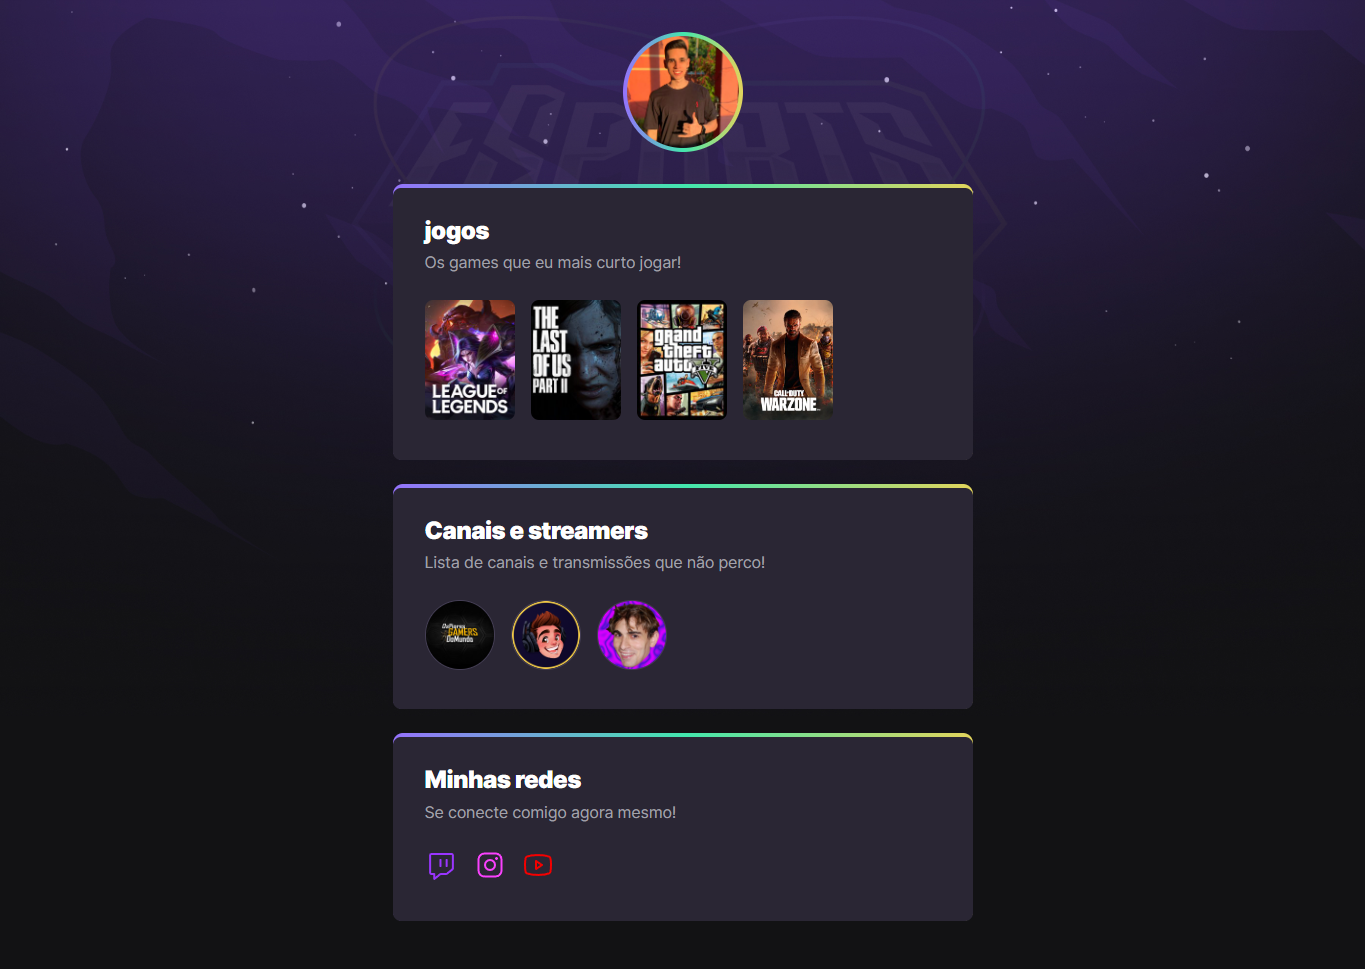 ESPORTS
jogos
Os games que eu mais curto jogar!
LEAGUE OF
LEGENDS
THE
LAST
OF US
PART II
grand
theft
auto
FIVE
CALL OF DUTY
WARZONE
Canais e streamers
Lista de canais e transmissões que não perco!
GAMERS
DoMundo
Minhas redes
Se conecte comigo agora mesmo!